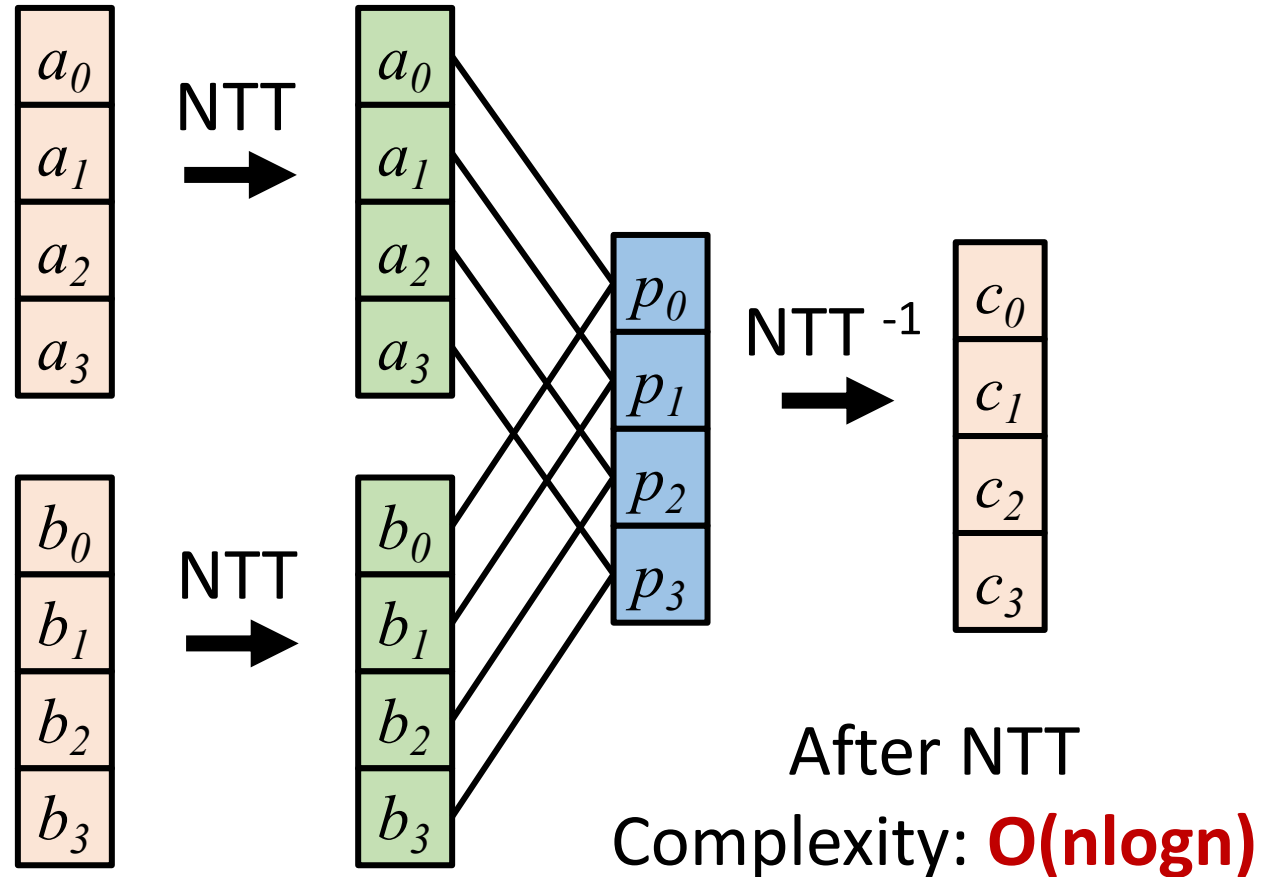 a0
a1
a2
a3
NTT
a0
a1
a2
a3
b0
b1
b2
b3
NTT
b0
b1
b2
b3
p0
p1
p2
p3
NTT -1
c0
c1
c2
c3
After NTT
Complexity: O(nlogn)